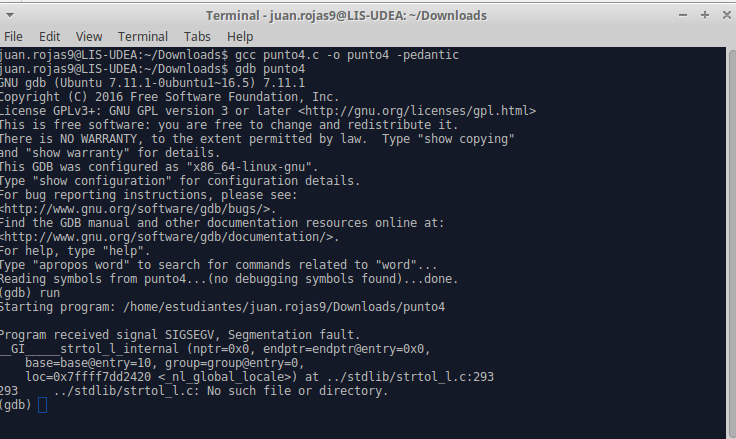 Terminal - juan.rojas9@LIS-UDEA: ~/Downloads
File Edit View Terminal Tabs Help
juan.rojas9@LIS-UDEA:~/Downloads$ gcc punto4.c -o punto4 -pedantic
juan.rojas9@LIS-UDEA:~/Downloads$ gdb punto4
GNU gdb (Ubuntu 7.11.1-0ubuntu1~16.5) 7.11.1
Copyright (C) 2016 Free Software Foundation, Inc.
License GPLv3+: GNU GPL version 3 or later <http://gnu.org/licenses/gpl.html>
This is free software: you are free to change and redistribute it.
There is NO WARRANTY, to the extent permitted by law.  Type "show copying"
and "show warranty" for details.
This GDB was configured as "x86_64-linux-gnu".
Type "show configuration" for configuration details.
For bug reporting instructions, please see:
<http://www.gnu.org/software/gdb/bugs/>.
Find the GDB manual and other documentation resources online at:
<http://www.gnu.org/software/gdb/documentation/>.
For help, type "help".
Type "apropos word" to search for commands related to "word"...
Reading symbols from punto4...(no debugging symbols found)...done.
(gdb) run
Starting program: /home/estudiantes/juan.rojas9/Downloads/punto4
Program received signal SIGSEGV, Segmentation fault.
__GI_____strtol_l_internal (nptr=0x0, endptr=endptr@entry=0x0,
    base=base@entry=10, group=group@entry=0,
    loc=0x7ffff7dd2420 <_nl_global_locale>) at ../stdlib/strtol_l.c:293
293     ../stdlib/strtol_l.c: No such file or directory.
(gdb)